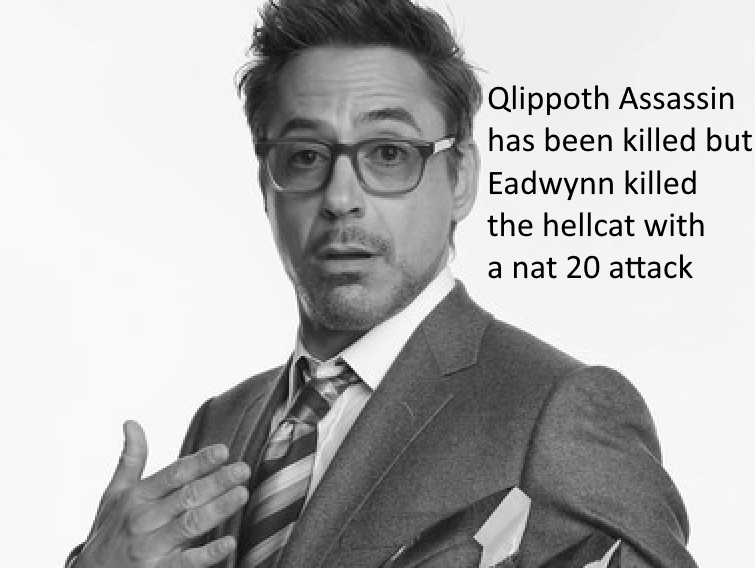 Qlippoth Assassin
has been killed but
Eadwynn killed
the hellcat with
a nat 20 attack